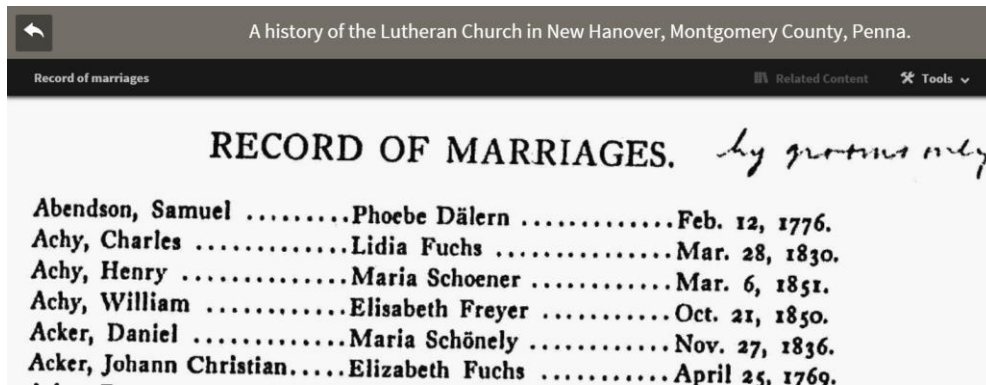 A history of the Lutheran Church in New Hanover, Montgomery County, Penna.
Record of marriages Related Content Tools
RECORD OF MARRIAGES. by grooms only
Abendson, Samuel .........Phoebe Dälern .............Feb. 12, 1776.
Achy, Charles .............Lidia Fuchs ...............Mar. 28, 1830.
Achy, Henry ..............Maria Schoener ............Mar. 6, 1851.
Achy, William ............Elisabeth Freyer ...........Oct. 21, 1850.
Acker, Daniel .............Maria Schönely ............Nov. 27, 1836.
Acker, Johann Christian.....Elizabeth Fuchs ...........April 25, 1769.